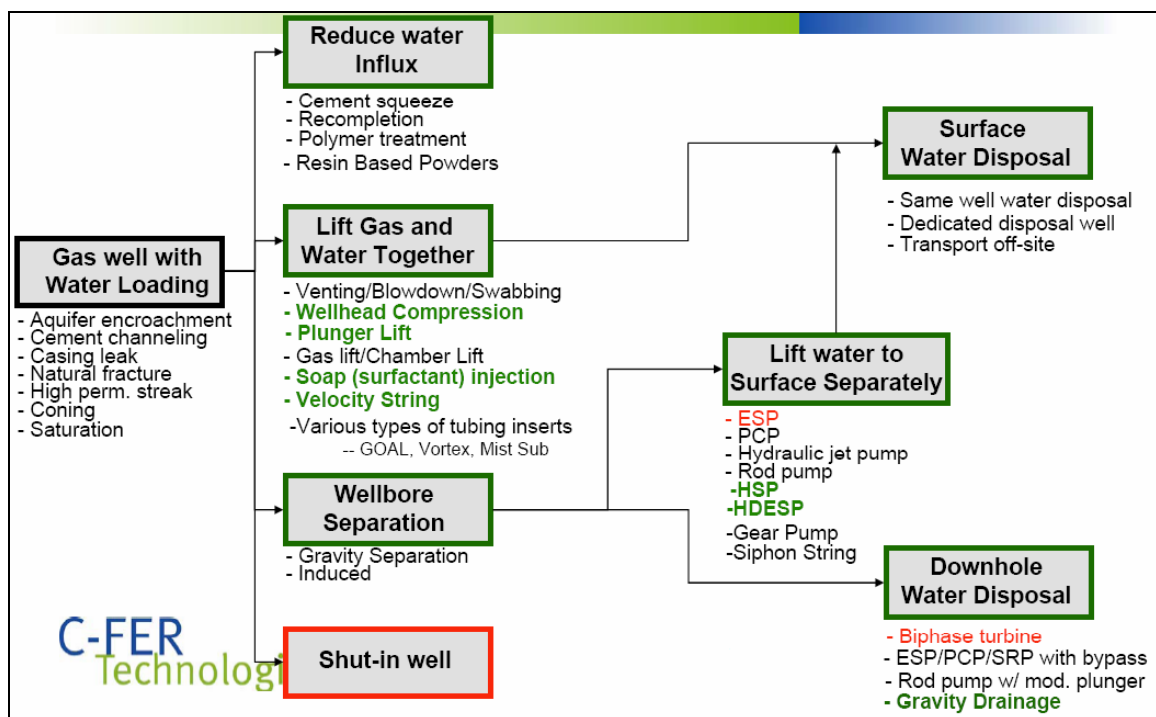 Reduce water
Influx
- Cement squeeze
- Recompletion
- Polymer treatment
- Resin Based Powders
Surface
Water Disposal
- Same well water disposal
- Dedicated disposal well
- Transport off-site
Gas well with
Water Loading
- Aquifer encroachment
- Cement channeling
- Casing leak
- Natural fracture
- High perm. streak
- Coning
- Saturation
Lift Gas and
Water Together
- Venting/Blowdown/Swabbing
- Wellhead Compression
- Plunger Lift
- Gas lift/Chamber Lift
- Soap (surfactant) injection
- Velocity String
-Various types of tubing inserts
-- GOAL, Vortex, Mist Sub
Lift water to
Surface Separately
- ESP
- PCP
- Hydraulic jet pump
- Rod pump
-HSP
-HDESP
-Gear Pump
-Siphon String
Wellbore
Separation
- Gravity Separation
- Induced
Downhole
Water Disposal
- Biphase turbine
- ESP/PCP/SRP with bypass
- Rod pump w/ mod. plunger
- Gravity Drainage
C-FER
Technologi
Shut-in well